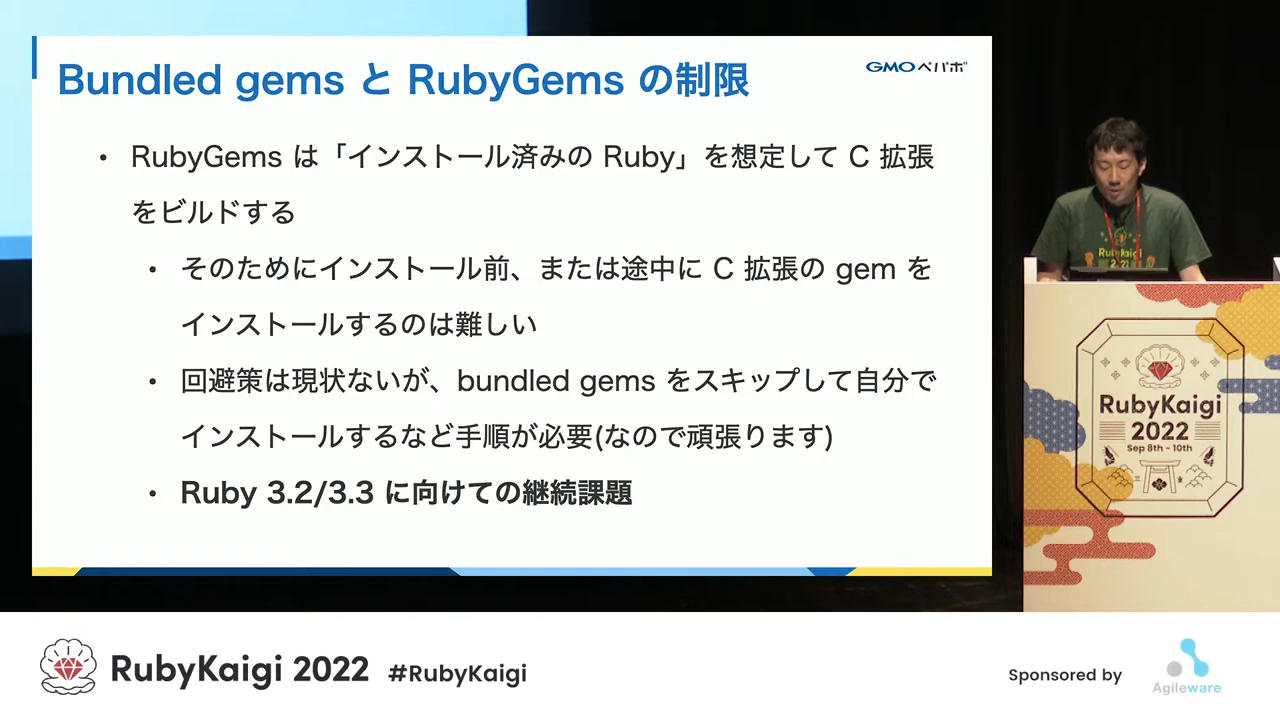 Bundled gems と RubyGems の制限
GMOペパボ
・ RubyGems は「インストール済みの Ruby」を想定して C 拡張
をビルドする
・ そのためにインストール前、または途中に C 拡張の gem を
インストールするのは難しい
・ 回避策は現状ないが、bundled gems をスキップして自分で
インストールするなど手順が必要(なので頑張ります)
・ Ruby 3.2/3.3 に向けての継続課題
RubyKaigi
RubyKaigi
2022
Sep 8th - 10th
RubyKaigi 2022 #RubyKaigi
Sponsored by
Agileware